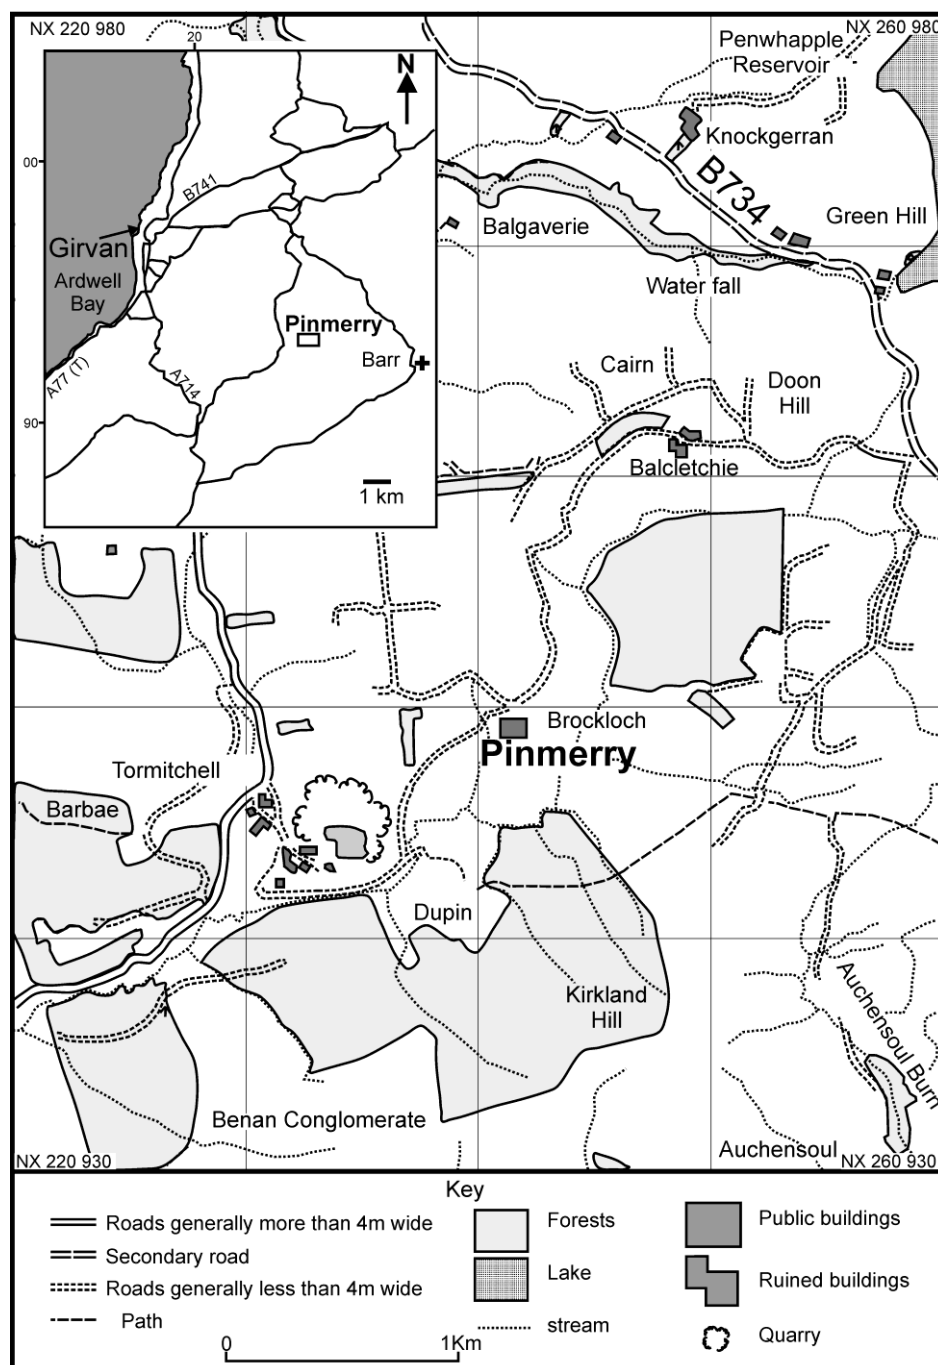 NX 220 980
20
NX 260 980
Penwhapple
Reservoir
N
Knockgerran
00
B741
B734
Girvan
Ardwell
Bay
Balgaverie
Green Hill
Water fall
Pinmerry
Barr
A77 (T)
A714
90
1 km
Cairn
Doon
Hill
Balcletchie
Brockloch
Pinmerry
Tormitchell
Barbae
Dupin
Kirkland
Hill
Auchensoul Burn
Benan Conglomerate
Auchensoul
NX 220 930
NX 260 930
Key
Roads generally more than 4m wide
Secondary road
Roads generally less than 4m wide
Path
Forests
Lake
stream
Public buildings
Ruined buildings
Quarry
0
1Km